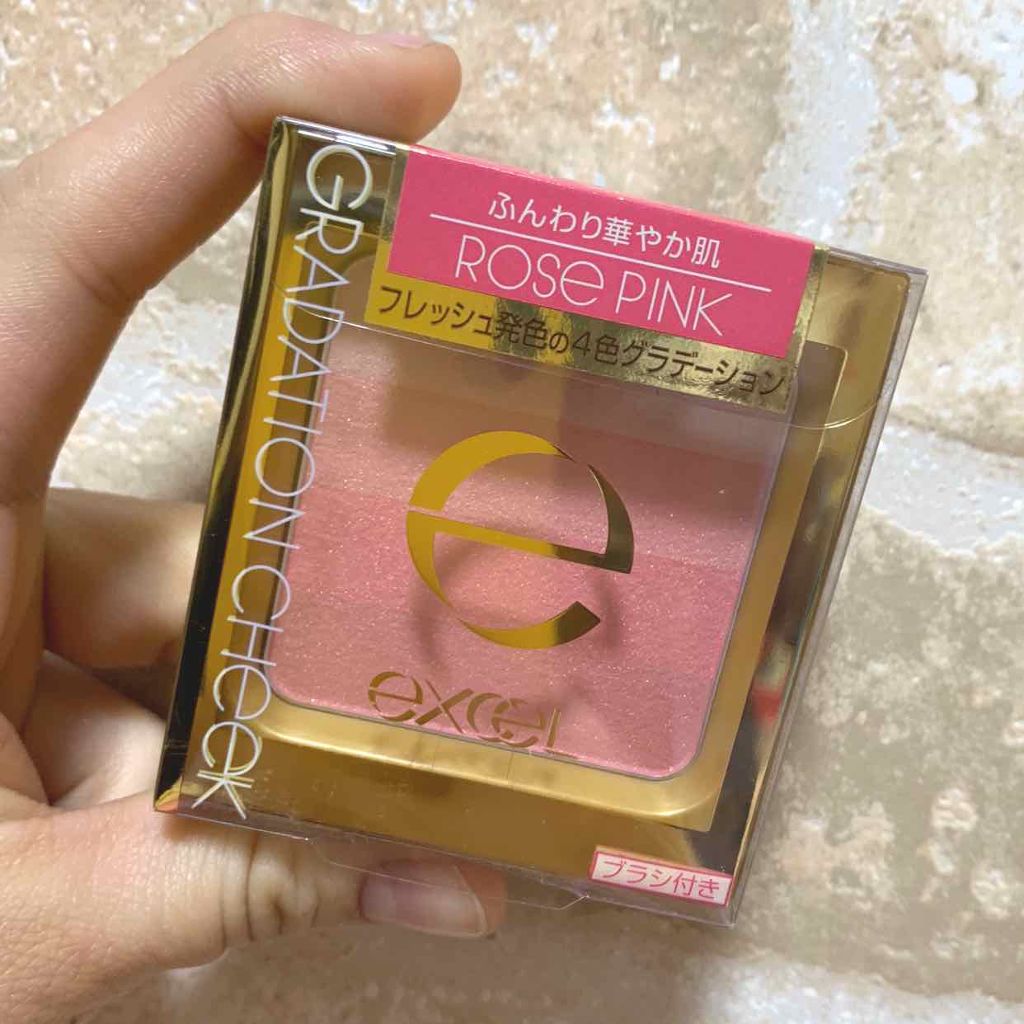 ふんわり華やか肌
ROSE PINK
フレッシュ発色の4色グラデーション
GRADATION CHEEK
e
excel
ブラシ付き